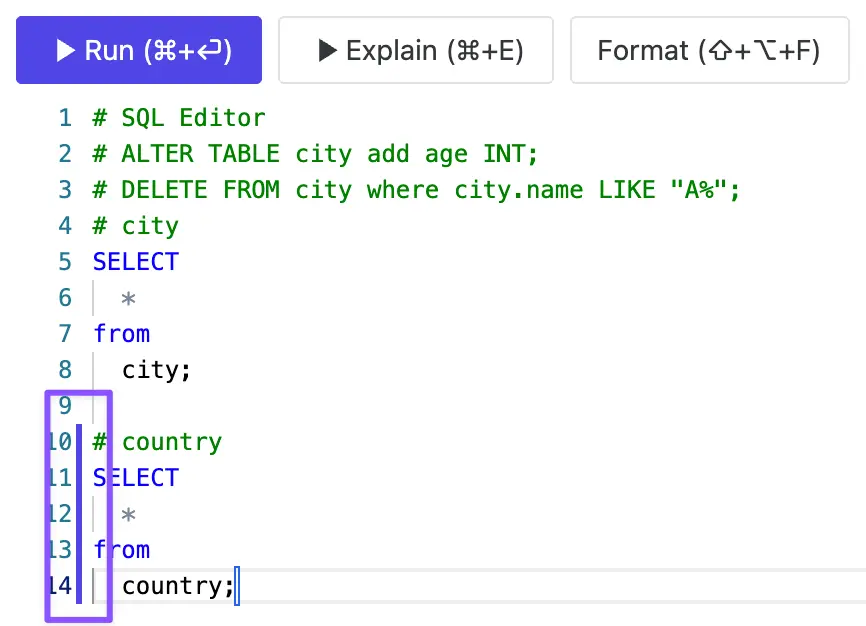 ▶ Run (⌘+⏎) ▶ Explain (⌘+E) Format (⇧+⌥+F)
1 # SQL Editor
2 # ALTER TABLE city add age INT;
3 # DELETE FROM city where city.name LIKE "A%";
4 # city
5 SELECT
6 *
7 from
8 city;
9
10 # country
11 SELECT
12 *
13 from
14 country;